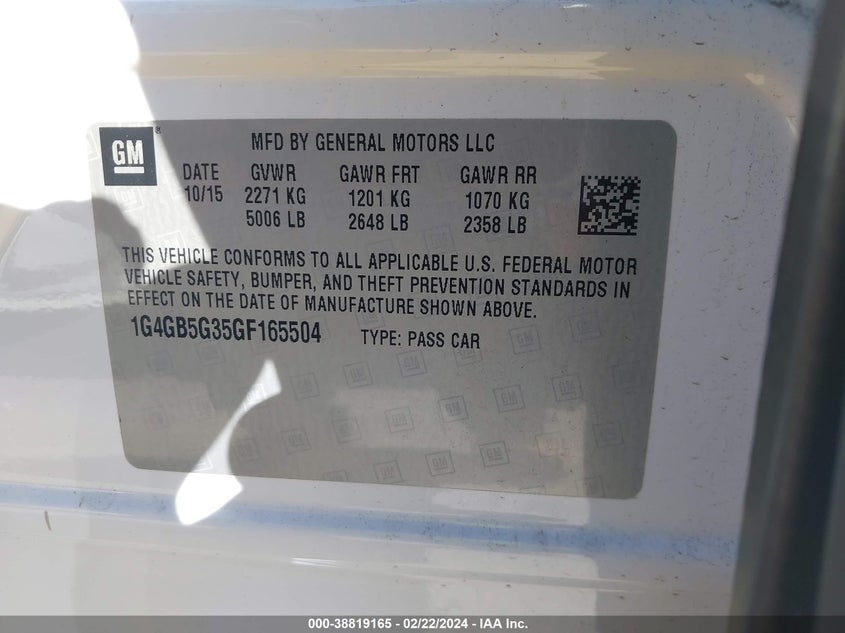 GM ®
MFD BY GENERAL MOTORS LLC
DATE GVWR GAWR FRT GAWR RR
10/15 2271 KG 1201 KG 1070 KG
5006 LB 2648 LB 2358 LB
THIS VEHICLE CONFORMS TO ALL APPLICABLE U.S. FEDERAL MOTOR
VEHICLE SAFETY, BUMPER, AND THEFT PREVENTION STANDARDS IN
EFFECT ON THE DATE OF MANUFACTURE SHOWN ABOVE.
1G4GB5G35GF165504 TYPE: PASS CAR
000-38819165 - 02/22/2024 - IAA Inc.